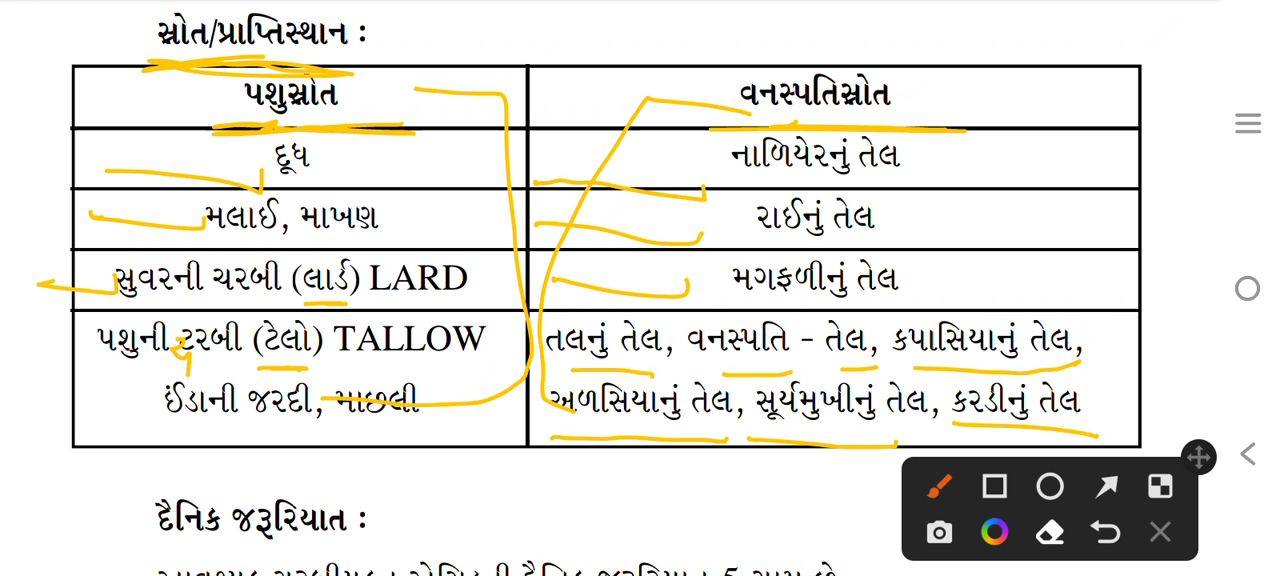 સ્રોત/પ્રાપ્તિસ્થાન :
પશુસ્રોત
વનસ્પતિસ્રોત
દૂધ
નાળિયેરનું તેલ
મલાઈ, માખણ
રાઈનું તેલ
સુવરની ચરબી (લાર્ડ) LARD
મગફળીનું તેલ
પશુની ચરબી (ટેલો) TALLOW
ઈંડાની જરદી, માછલી
તલનું તેલ, વનસ્પતિ - તેલ, કપાસિયાનું તેલ,
અળસિયાનું તેલ, સૂર્યમુખીનું તેલ, કરડીનું તેલ
દૈનિક જરૂરિયાત :